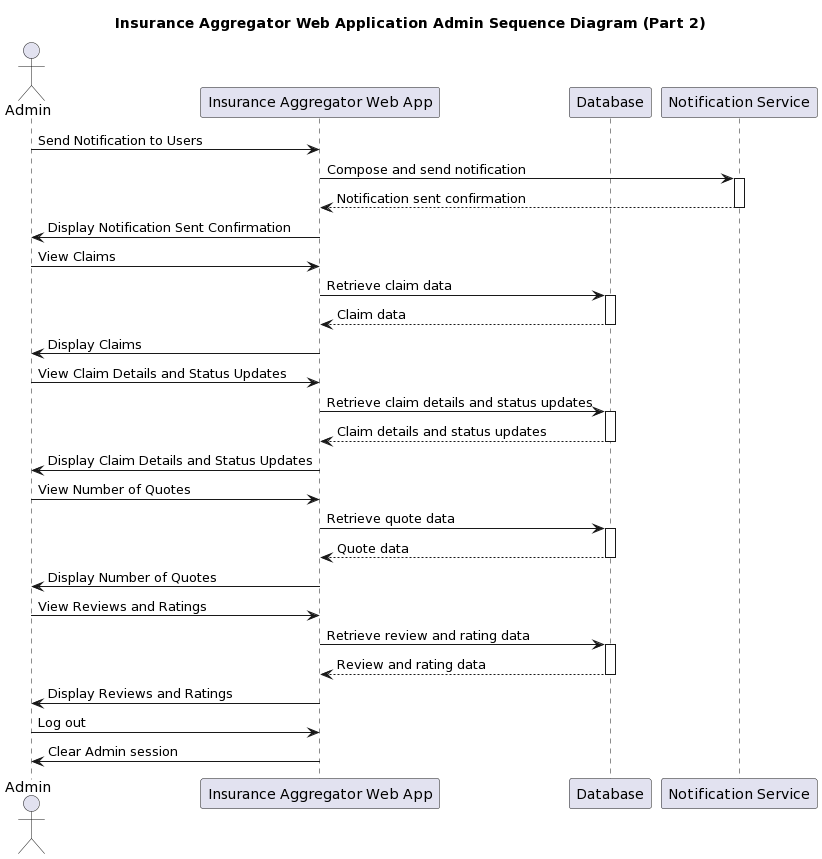 Insurance Aggregator Web Application Admin Sequence Diagram (Part 2)
Admin
Insurance Aggregator Web App
Database
Notification Service
Send Notification to Users
Compose and send notification
Notification sent confirmation
Display Notification Sent Confirmation
View Claims
Retrieve claim data
Claim data
Display Claims
View Claim Details and Status Updates
Retrieve claim details and status updates
Claim details and status updates
Display Claim Details and Status Updates
View Number of Quotes
Retrieve quote data
Quote data
Display Number of Quotes
View Reviews and Ratings
Retrieve review and rating data
Review and rating data
Display Reviews and Ratings
Log out
Clear Admin session
Admin
Insurance Aggregator Web App
Database
Notification Service